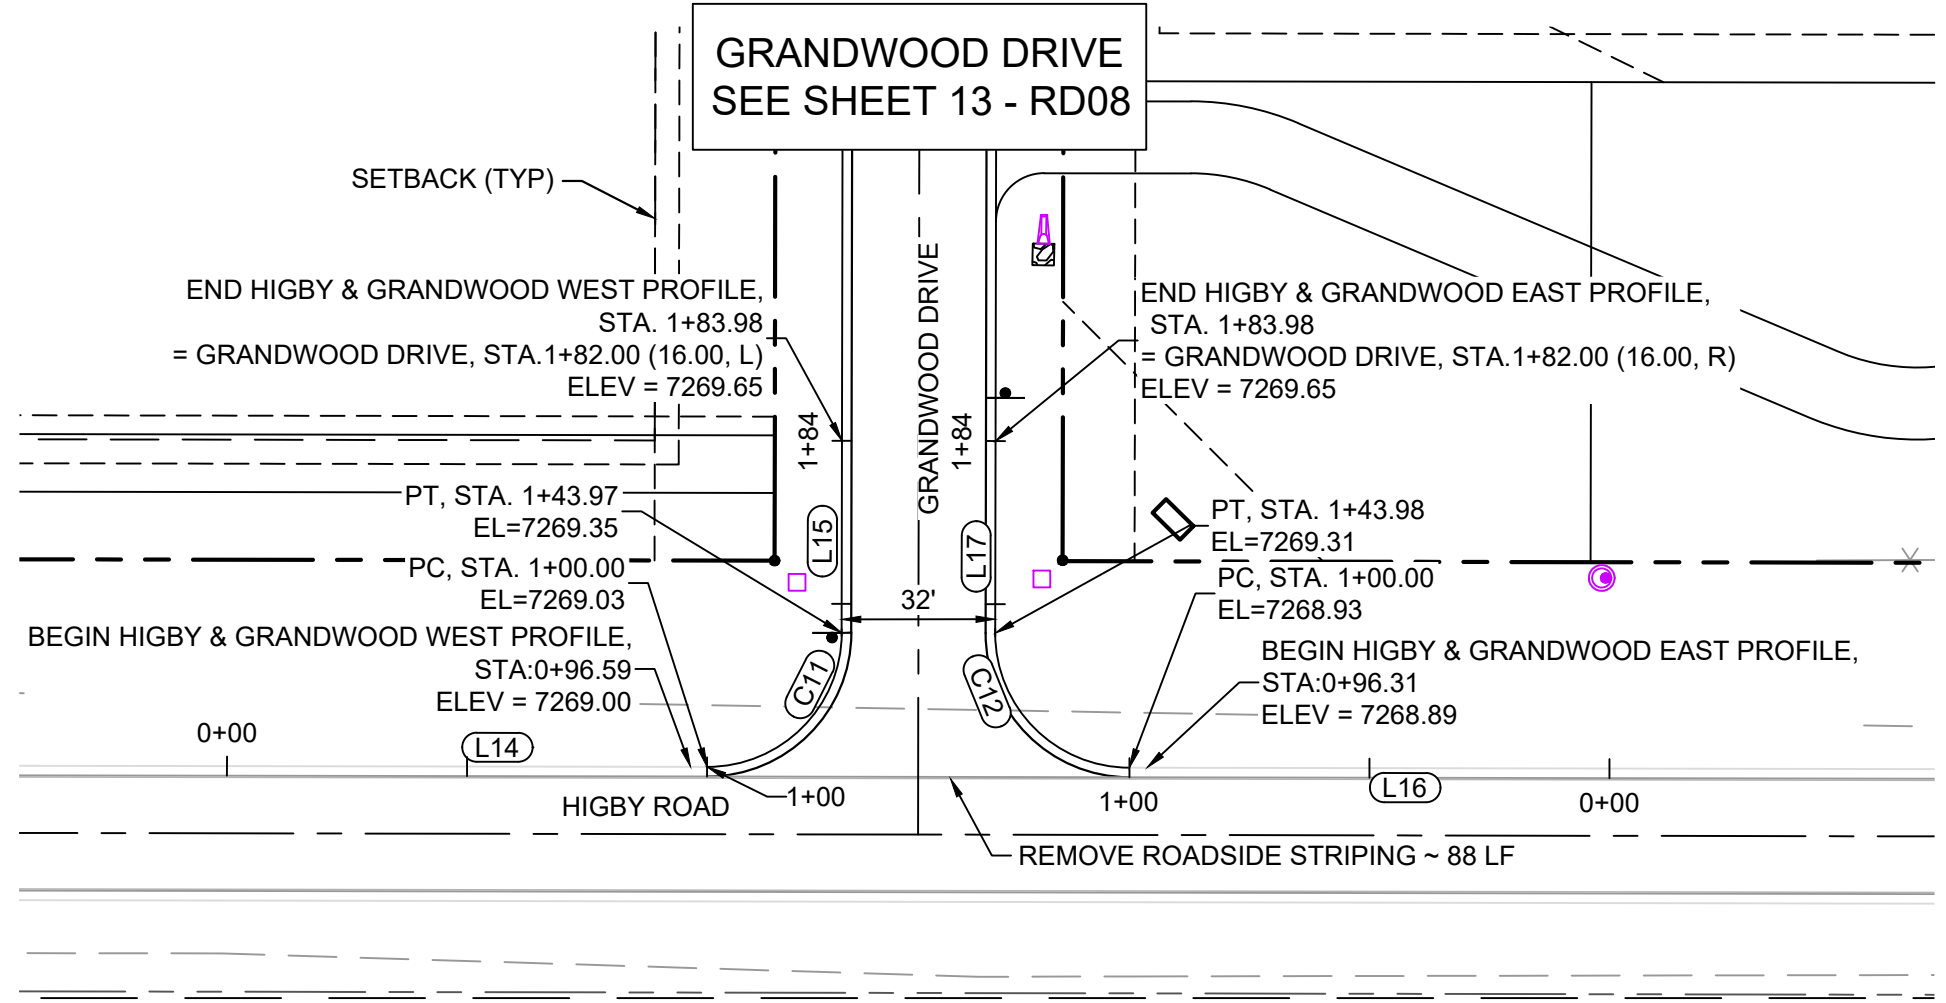 GRANDWOOD DRIVE
SEE SHEET 13 - RD08
SETBACK (TYP)
END HIGBY & GRANDWOOD WEST PROFILE,
STA. 1+83.98
= GRANDWOOD DRIVE, STA.1+82.00 (16.00, L)
ELEV = 7269.65
GRANDWOOD DRIVE
END HIGBY & GRANDWOOD EAST PROFILE,
STA. 1+83.98
= GRANDWOOD DRIVE, STA.1+82.00 (16.00, R)
ELEV = 7269.65
1+84
1+84
PT, STA. 1+43.97
EL=7269.35
L15
L17
PT, STA. 1+43.98
EL=7269.31
PC, STA. 1+00.00
EL=7269.03
32'
PC, STA. 1+00.00
EL=7268.93
BEGIN HIGBY & GRANDWOOD WEST PROFILE,
STA:0+96.59
ELEV = 7269.00
C11
C12
BEGIN HIGBY & GRANDWOOD EAST PROFILE,
STA:0+96.31
ELEV = 7268.89
0+00
L14
HIGBY ROAD
1+00
1+00
L16
0+00
REMOVE ROADSIDE STRIPING ~ 88 LF